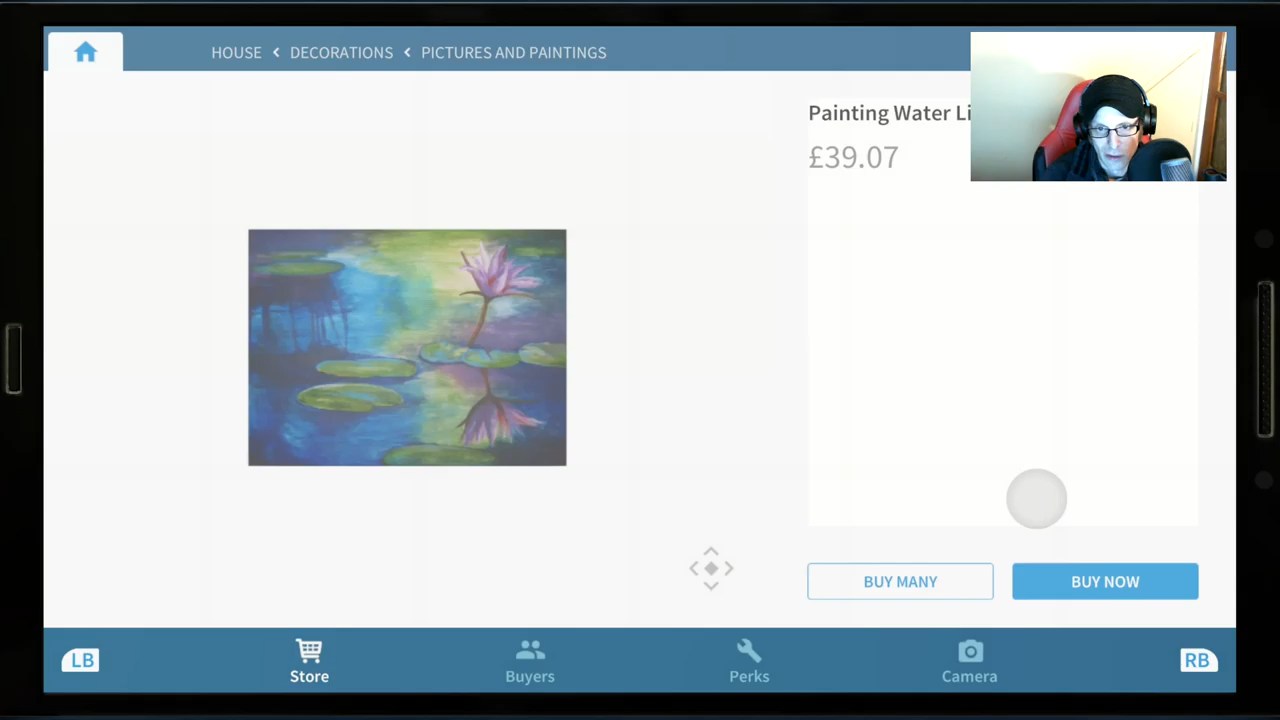 HOUSE < DECORATIONS < PICTURES AND PAINTINGS
Painting Water
£39.07
BUY MANY
BUY NOW
LB
Store
Buyers
Perks
Camera
RB